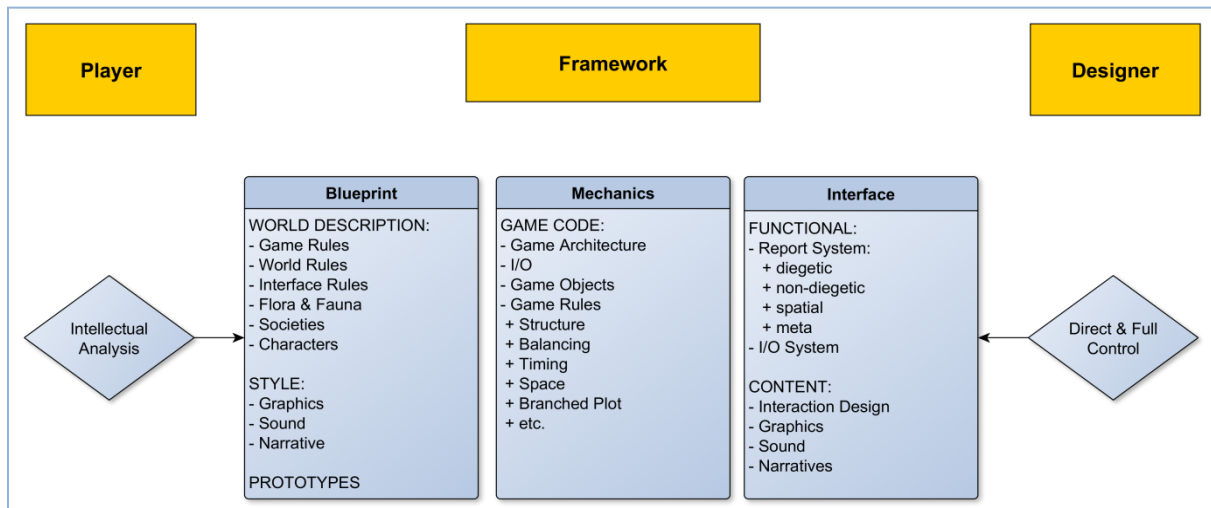 Player
Framework
Designer
Intellectual
Analysis
Blueprint
WORLD DESCRIPTION:
- Game Rules
- World Rules
- Interface Rules
- Flora & Fauna
- Societies
- Characters
STYLE:
- Graphics
- Sound
- Narrative
PROTOTYPES
Mechanics
GAME CODE:
- Game Architecture
- I/O
- Game Objects
- Game Rules
+ Structure
+ Balancing
+ Timing
+ Space
+ Branched Plot
+ etc.
Interface
FUNCTIONAL:
- Report System:
+ diegetic
+ non-diegetic
+ spatial
+ meta
- I/O System
CONTENT:
- Interaction Design
- Graphics
- Sound
- Narratives
Direct & Full
Control